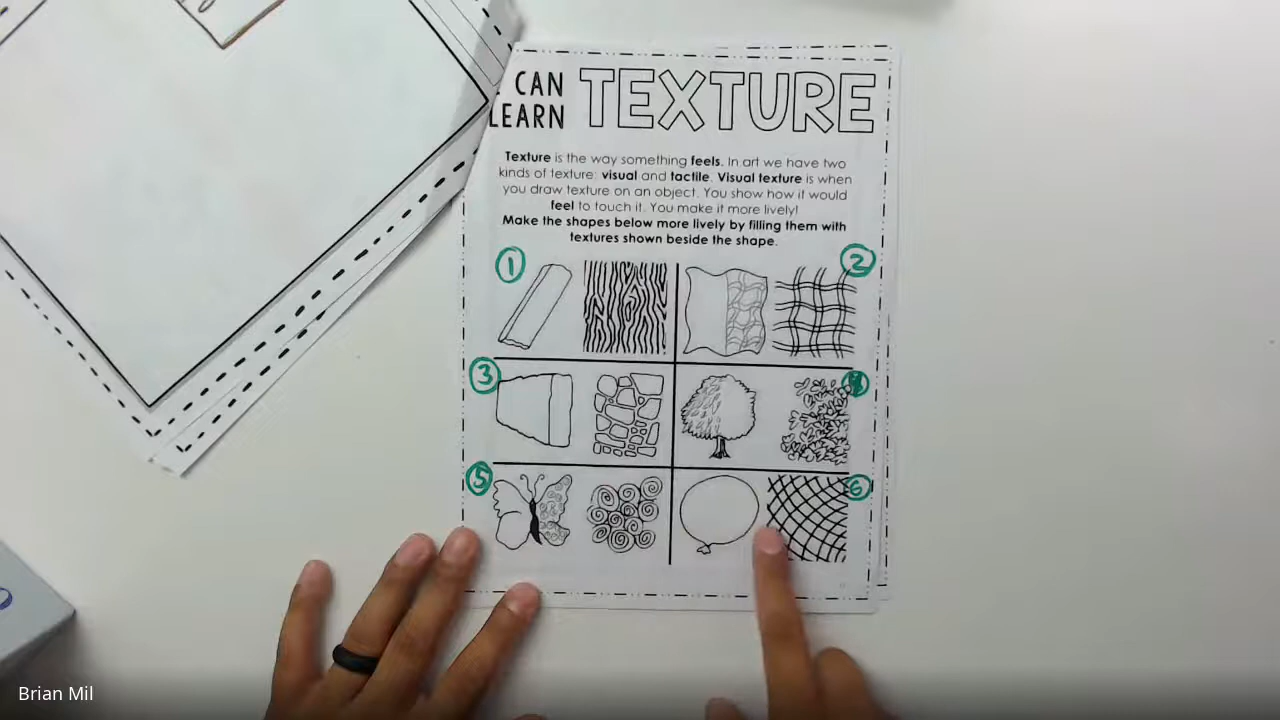 CAN
LEARN
TEXTURE
Texture is the way something feels. In art we have two
kinds of texture: visual and tactile. Visual texture is when
you draw texture on an object. You show how it would
feel to touch it. You make it more lively!
Make the shapes below more lively by filling them with
textures shown beside the shape.
1
2
3
4
5
6
Brian Mil